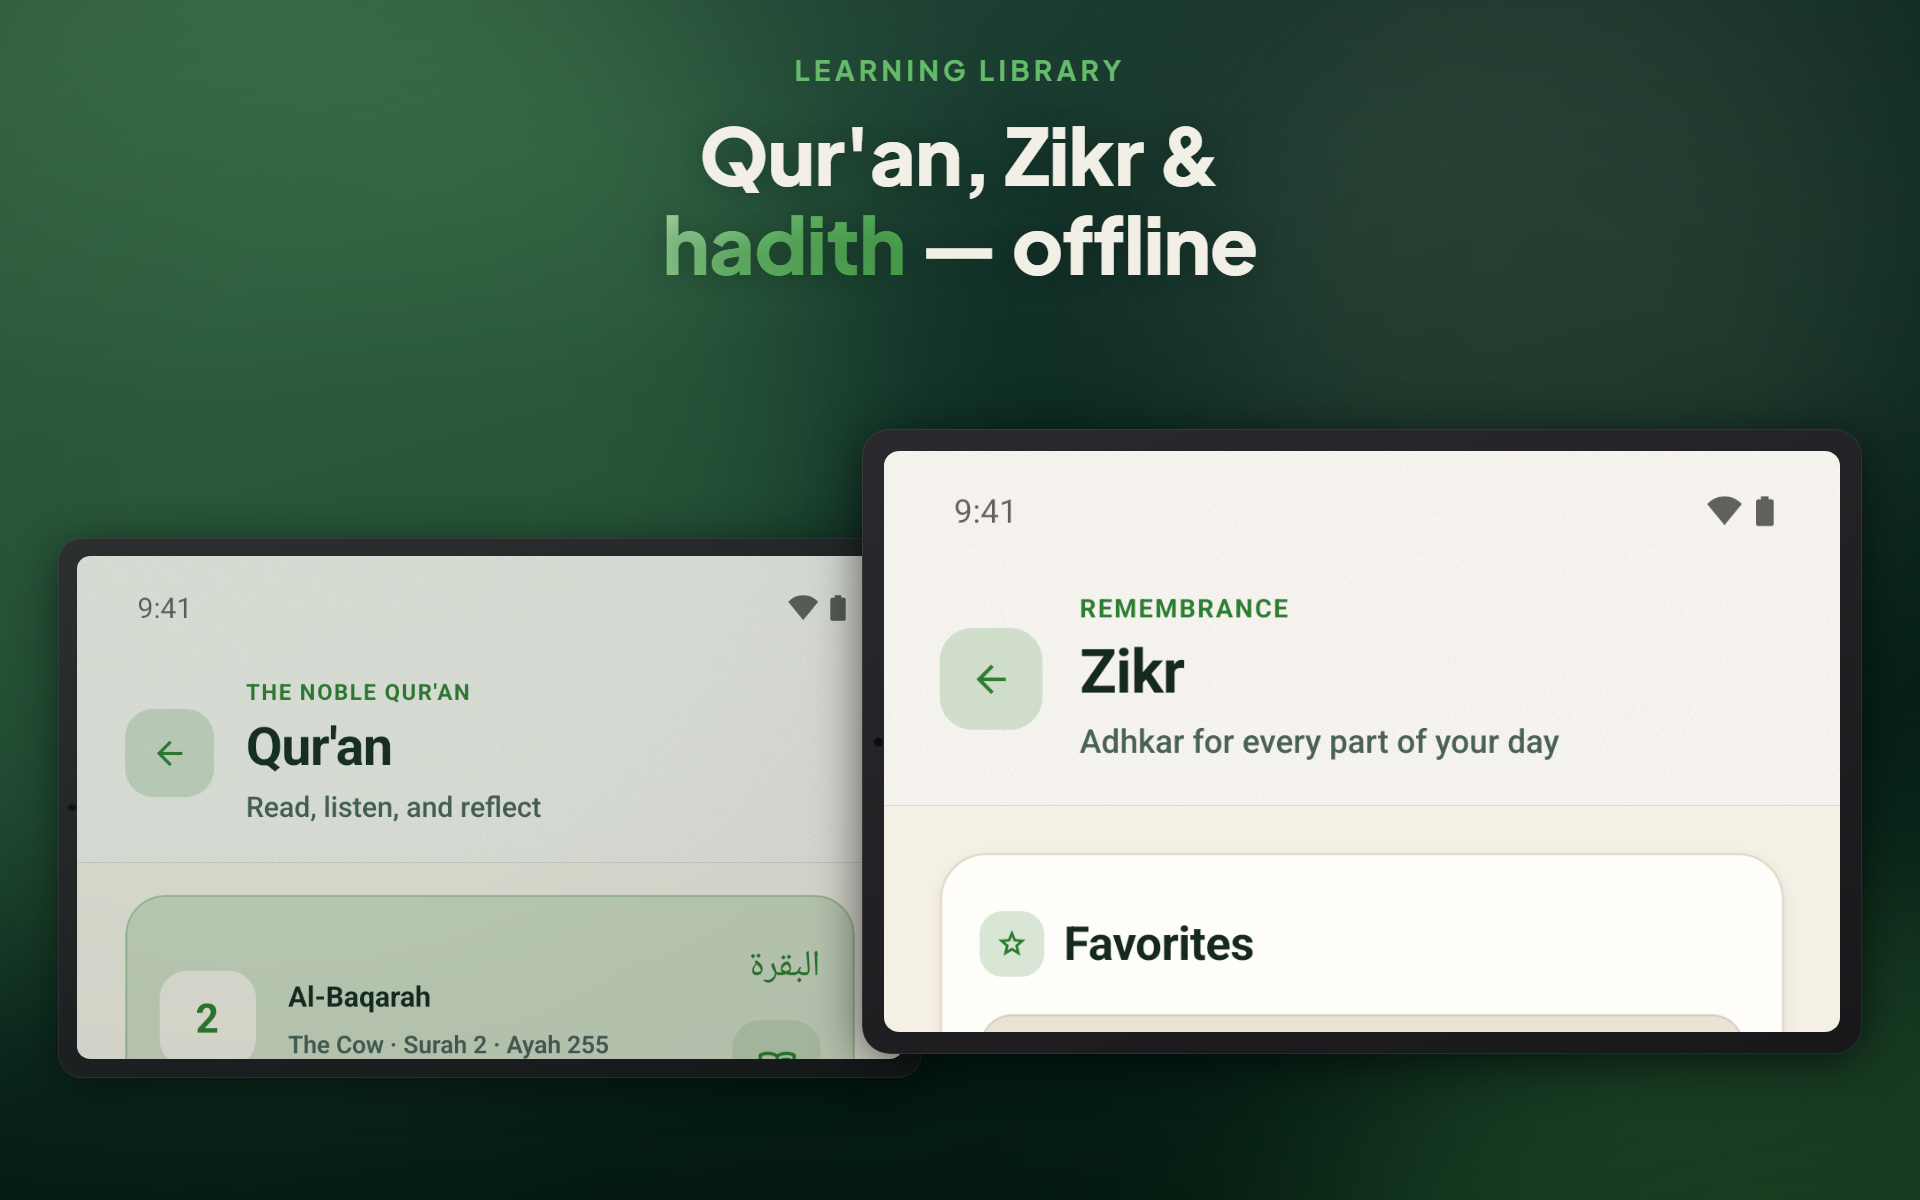 LEARNING LIBRARY
Qur'an, Zikr &
hadith — offline
9:41
THE NOBLE QUR'AN
Qur'an
Read, listen, and reflect
2
البقرة
Al-Baqarah
The Cow · Surah 2 · Ayah 255
9:41
REMEMBRANCE
Zikr
Adhkar for every part of your day
Favorites